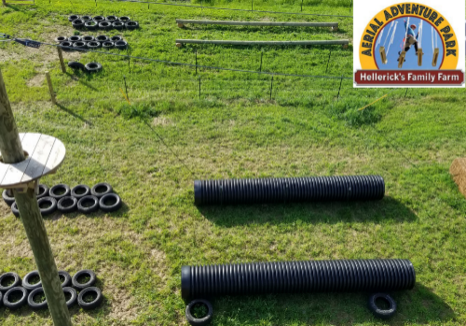 AERIAL ADVENTURE PARK
Hellerick's Family Farm